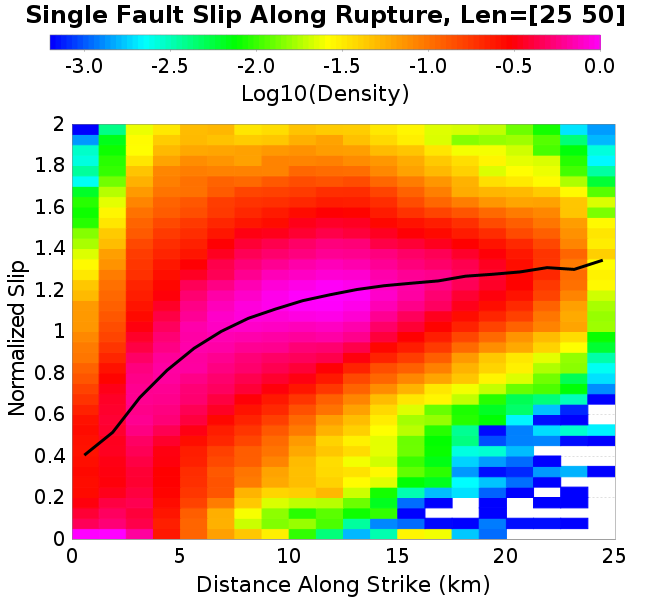 Single Fault Slip Along Rupture, Len=[25 50]
-3.0 -2.5 -2.0 -1.5 -1.0 -0.5 0.0
Log10(Density)
2
1.8
1.6
1.4
1.2
1
0.8
0.6
0.4
0.2
0
Normalized Slip
0 5 10 15 20 25
Distance Along Strike (km)